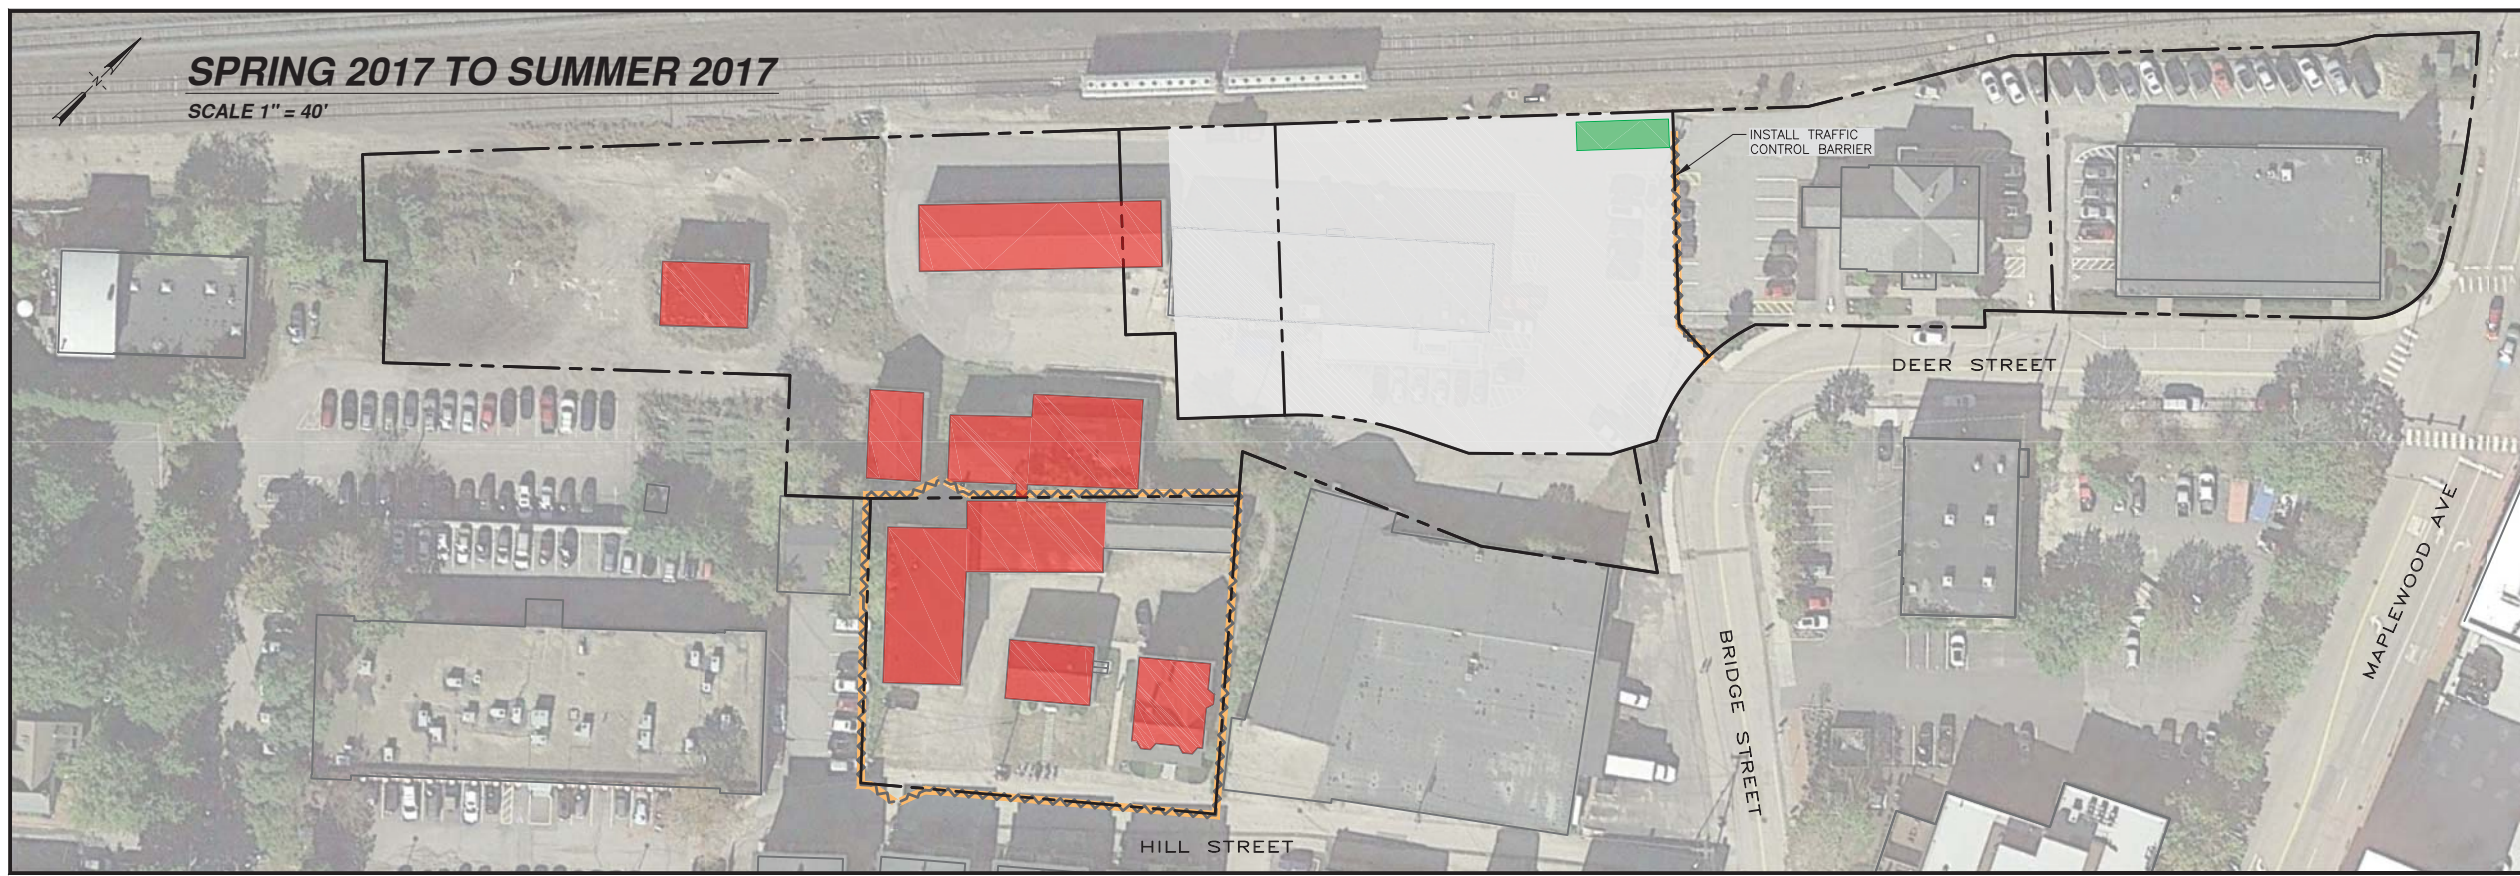 SPRING 2017 TO SUMMER 2017
SCALE 1" = 40'
N
INSTALL TRAFFIC
CONTROL BARRIER
DEER STREET
MAPLEWOOD AVE
BRIDGE STREET
HILL STREET